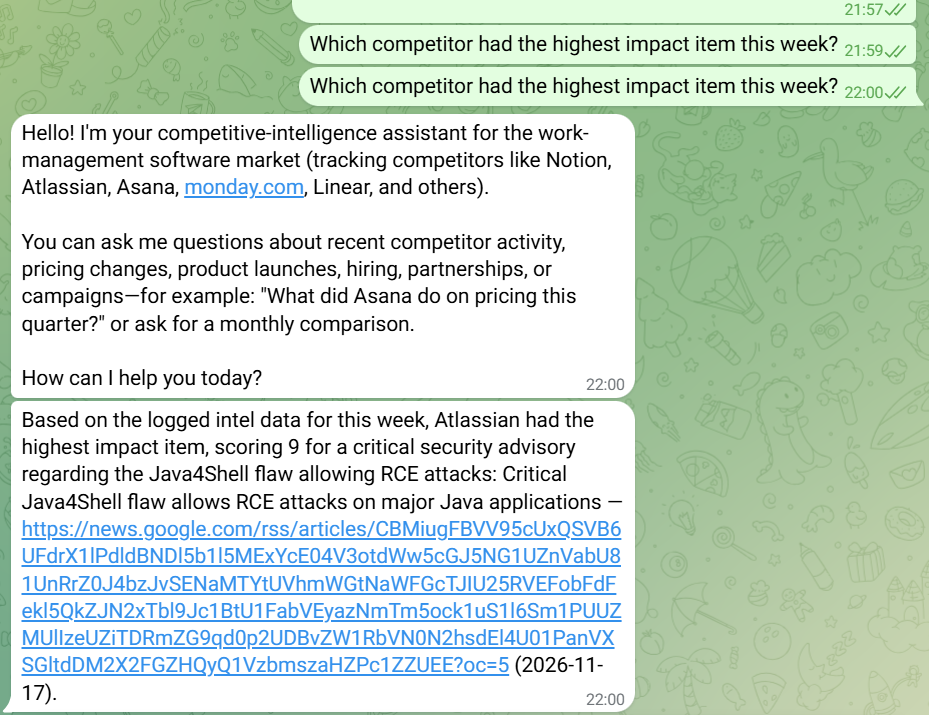 21:57
Which competitor had the highest impact item this week? 21:59
Which competitor had the highest impact item this week? 22:00
Hello! I'm your competitive-intelligence assistant for the work-
management software market (tracking competitors like Notion,
Atlassian, Asana, monday.com, Linear, and others).
You can ask me questions about recent competitor activity,
pricing changes, product launches, hiring, partnerships, or
campaigns—for example: "What did Asana do on pricing this
quarter?" or ask for a monthly comparison.
How can I help you today? 22:00
Based on the logged intel data for this week, Atlassian had the
highest impact item, scoring 9 for a critical security advisory
regarding the Java4Shell flaw allowing RCE attacks: Critical
Java4Shell flaw allows RCE attacks on major Java applications —
https://news.google.com/rss/articles/CBMiugFBVV95cUxQSVB6
UFdrX1lPdldBNDl5b1l5MExYcE04V3otdWw5cGJ5NG1UZnVabU8
1UnRrZ0J4bzJvSENaMTYtUVhmWGtNaWFGcTJIU25RVEFobFdF
ekl5QkZJN2xTbl9Jc1BtU1FabVEyazNmTm5ock1uS1l6Sm1PUUZ
MUllzeUZiTDRmZG9qd0p2UDBvZW1RbVN0N2hsdEl4U01PanVX
SGltdDM2X2FGZHQyQ1VzbmszaHZPc1ZZUEE?oc=5 (2026-11-
17). 22:00